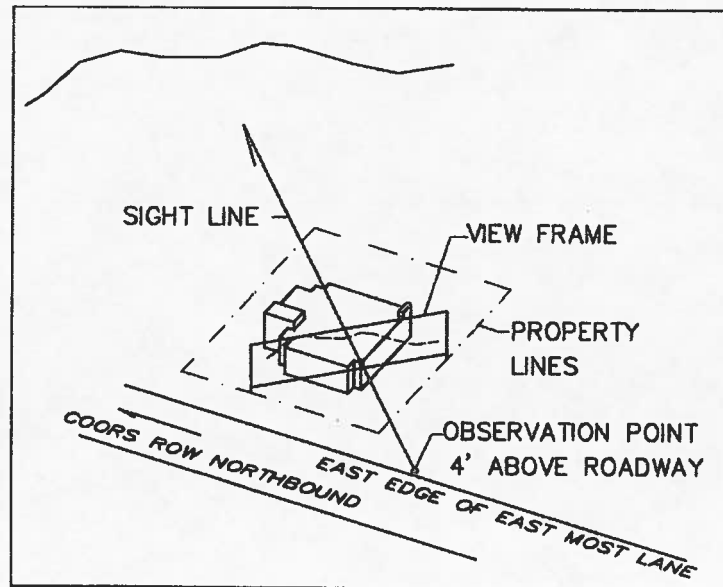 SIGHT LINE
VIEW FRAME
PROPERTY
LINES
OBSERVATION POINT
4' ABOVE ROADWAY
EAST EDGE OF EAST MOST LANE
COORS ROW NORTHBOUND